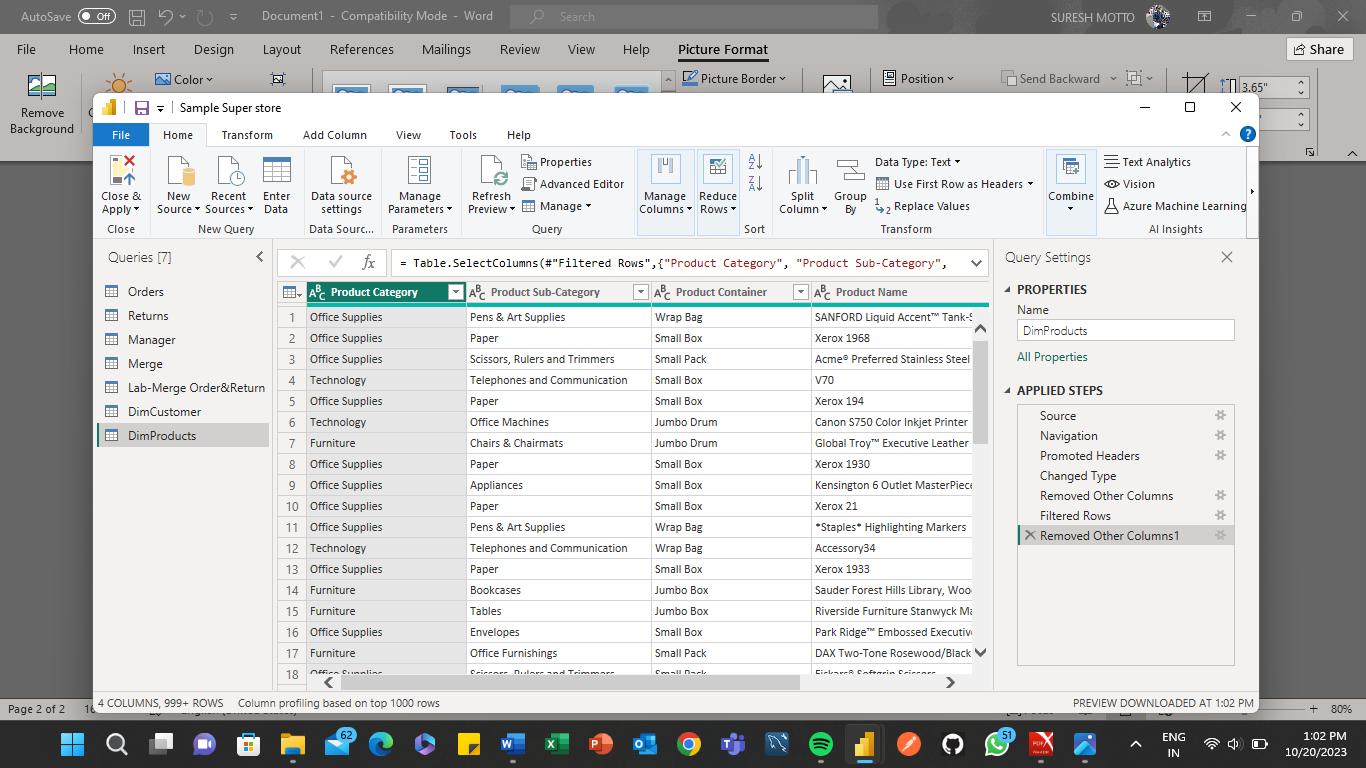 AutoSave Off Document1 - Compatibility Mode - Word Search SURESH MOTTO
File Home Insert Design Layout References Mailings Review View Help Picture Format Share
Remove Background Color Picture Border Position Send Backward 3.65"
Sample Super store
File Home Transform Add Column View Tools Help
Close & Apply New Source Recent Sources Enter Data Data source settings Manage Parameters Refresh Preview
Properties
Advanced Editor
Manage
Manage Columns Reduce Rows Split Column Group By
Data Type: Text
Use First Row as Headers
Replace Values
Combine
Text Analytics
Vision
Azure Machine Learning
Close New Query Data Sourc... Parameters Query Sort Transform AI Insights
Queries [7]
Orders
Returns
Manager
Merge
Lab-Merge Order&Return
DimCustomer
DimProducts
fx = Table.SelectColumns(#"Filtered Rows",{"Product Category", "Product Sub-Category",
Product Category Product Sub-Category Product Container Product Name
1 Office Supplies Pens & Art Supplies Wrap Bag SANFORD Liquid Accent™ Tank-S
2 Office Supplies Paper Small Box Xerox 1968
3 Office Supplies Scissors, Rulers and Trimmers Small Pack Acme® Preferred Stainless Steel
4 Technology Telephones and Communication Small Box V70
5 Office Supplies Paper Small Box Xerox 194
6 Technology Office Machines Jumbo Drum Canon S750 Color Inkjet Printer
7 Furniture Chairs & Chairmats Jumbo Drum Global Troy™ Executive Leather
8 Office Supplies Paper Small Box Xerox 1930
9 Office Supplies Appliances Small Box Kensington 6 Outlet MasterPiece
10 Office Supplies Paper Small Box Xerox 21
11 Office Supplies Pens & Art Supplies Wrap Bag *Staples* Highlighting Markers
12 Technology Telephones and Communication Wrap Bag Accessory34
13 Office Supplies Paper Small Box Xerox 1933
14 Furniture Bookcases Jumbo Box Sauder Forest Hills Library, Woo
15 Furniture Tables Jumbo Box Riverside Furniture Stanwyck Ma
16 Office Supplies Envelopes Small Box Park Ridge™ Embossed Executiv
17 Furniture Office Furnishings Small Pack DAX Two-Tone Rosewood/Black
18 Office Supplies Scissors, Rulers and Trimmers Small Pack Fiskars® Softgrip Scissors
Query Settings
PROPERTIES
Name
DimProducts
All Properties
APPLIED STEPS
Source
Navigation
Promoted Headers
Changed Type
Removed Other Columns
Filtered Rows
Removed Other Columns1
4 COLUMNS, 999+ ROWS Column profiling based on top 1000 rows PREVIEW DOWNLOADED AT 1:02 PM
Page 2 of 2 80%
62 51 ENG IN 1:02 PM
10/20/2023